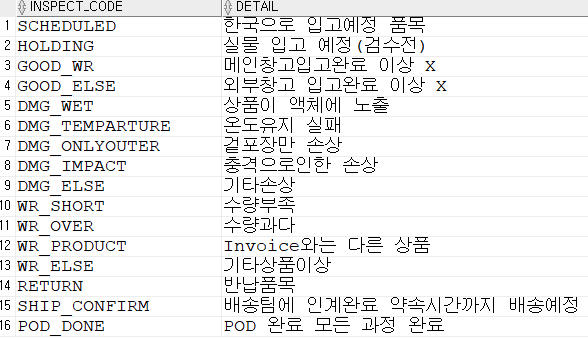 INSPECT_CODE DETAIL
1 SCHEDULED 한국으로 입고예정 품목
2 HOLDING 실물 입고 예정(검수전)
3 GOOD_WR 메인창고입고완료 이상 X
4 GOOD_ELSE 외부창고 입고완료 이상 X
5 DMG_WET 상품이 액체에 노출
6 DMG_TEMPARTURE 온도유지 실패
7 DMG_ONLYOUTER 겉포장만 손상
8 DMG_IMPACT 충격으로인한 손상
9 DMG_ELSE 기타손상
10 WR_SHORT 수량부족
11 WR_OVER 수량과다
12 WR_PRODUCT Invoice와는 다른 상품
13 WR_ELSE 기타상품이상
14 RETURN 반납품목
15 SHIP_CONFIRM 배송팀에 인계완료 약속시간까지 배송예정
16 POD_DONE POD 완료 모든 과정 완료